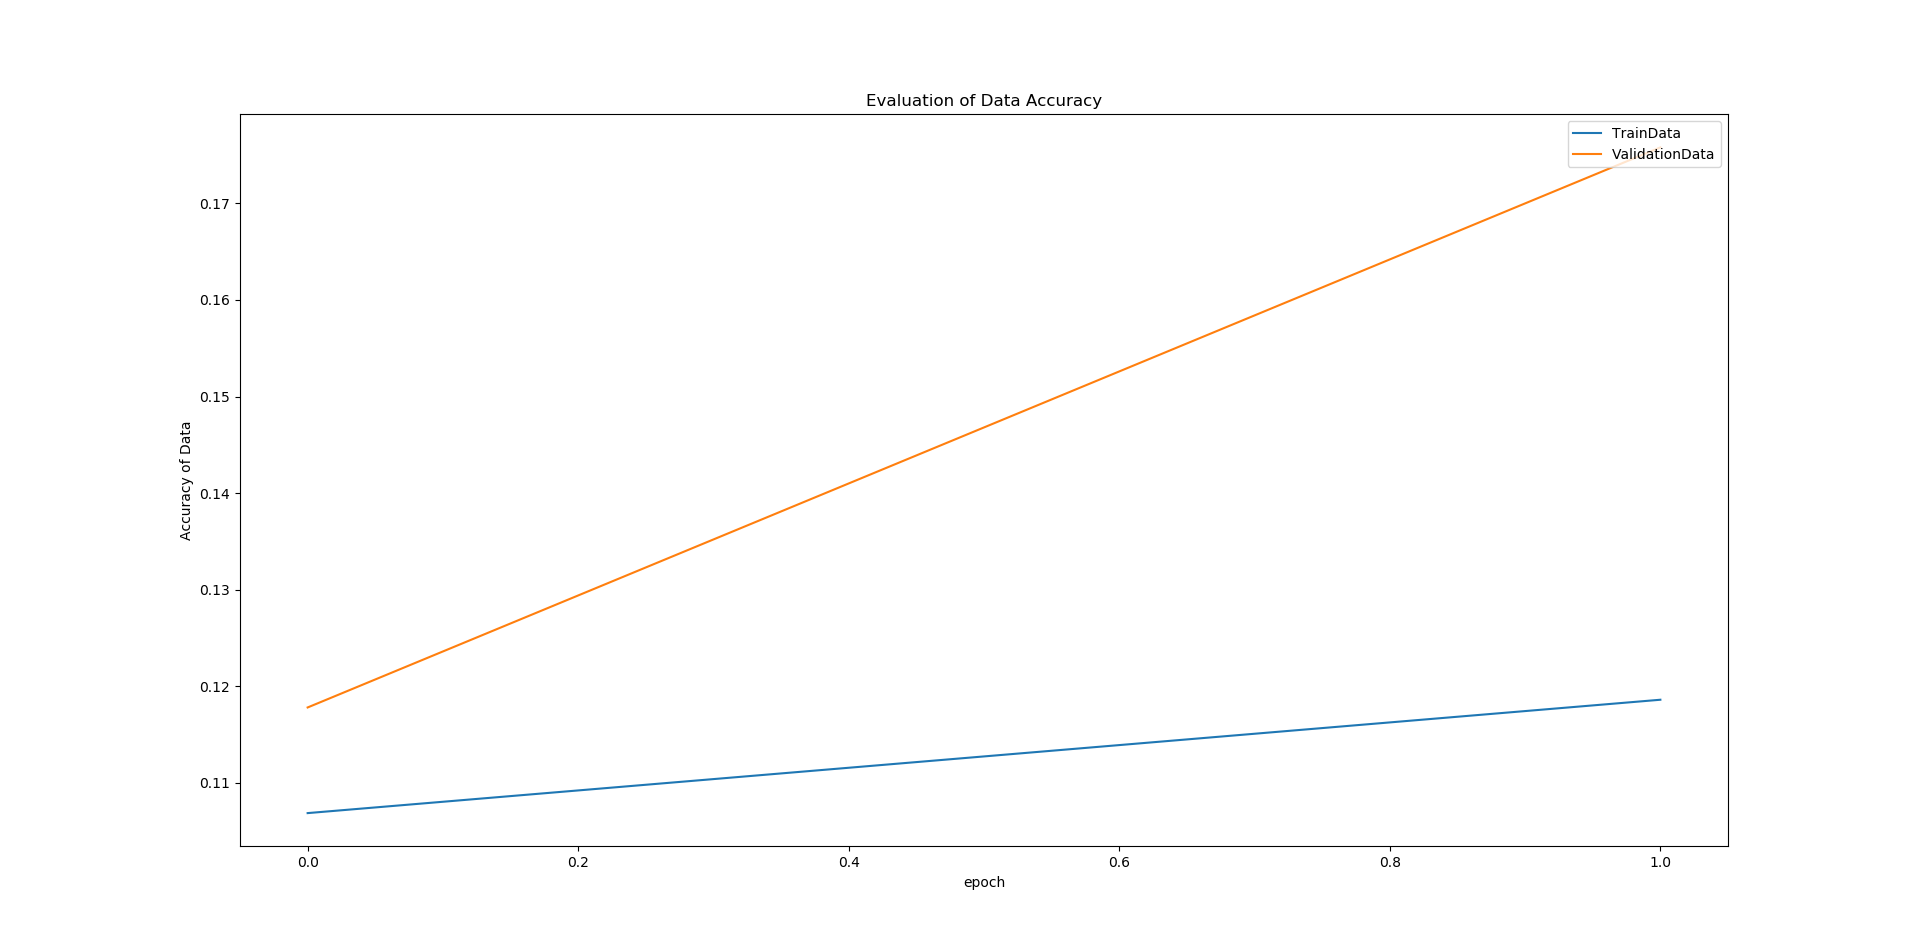 Evaluation of Data Accuracy
TrainData
ValidationData
0.17
0.16
0.15
0.14
0.13
0.12
0.11
Accuracy of Data
0.0 0.2 0.4 0.6 0.8 1.0
epoch